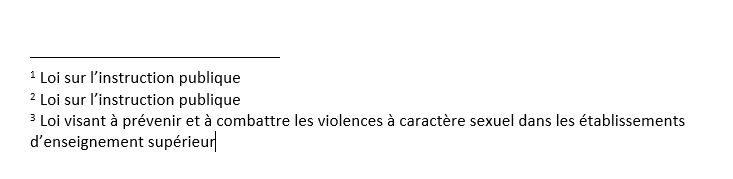 ¹ Loi sur l’instruction publique
² Loi sur l’instruction publique
³ Loi visant à prévenir et à combattre les violences à caractère sexuel dans les établissements
d’enseignement supérieur